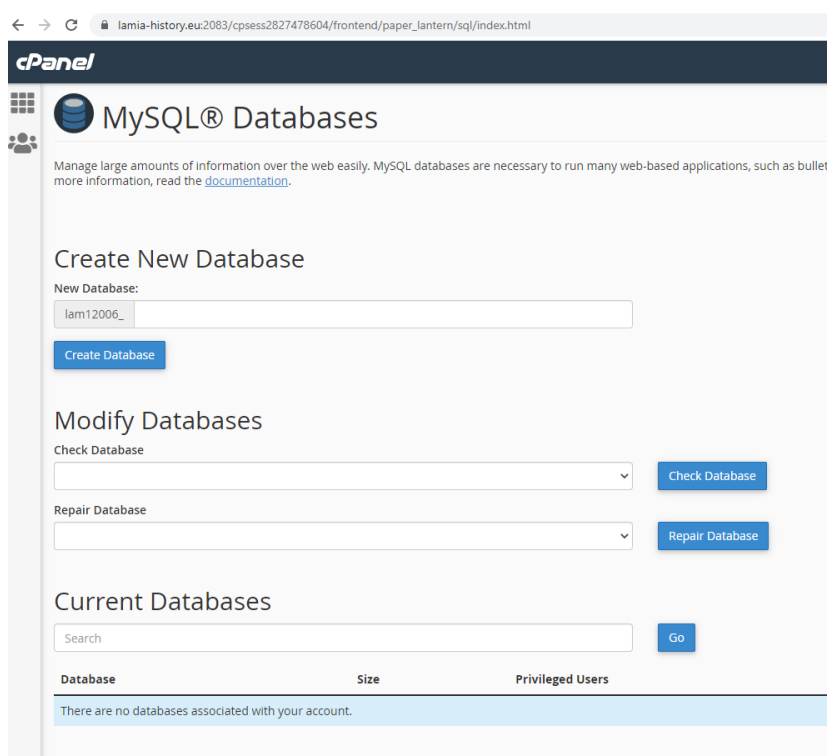 lamia-history.eu:2083/cpsess2827478604/frontend/paper_lantern/sql/index.html
cPanel
MySQL® Databases
Manage large amounts of information over the web easily. MySQL databases are necessary to run many web-based applications, such as bullet
more information, read the documentation.
Create New Database
New Database:
lam12006_
Create Database
Modify Databases
Check Database
Check Database
Repair Database
Repair Database
Current Databases
Search Go
Database Size Privileged Users
There are no databases associated with your account.